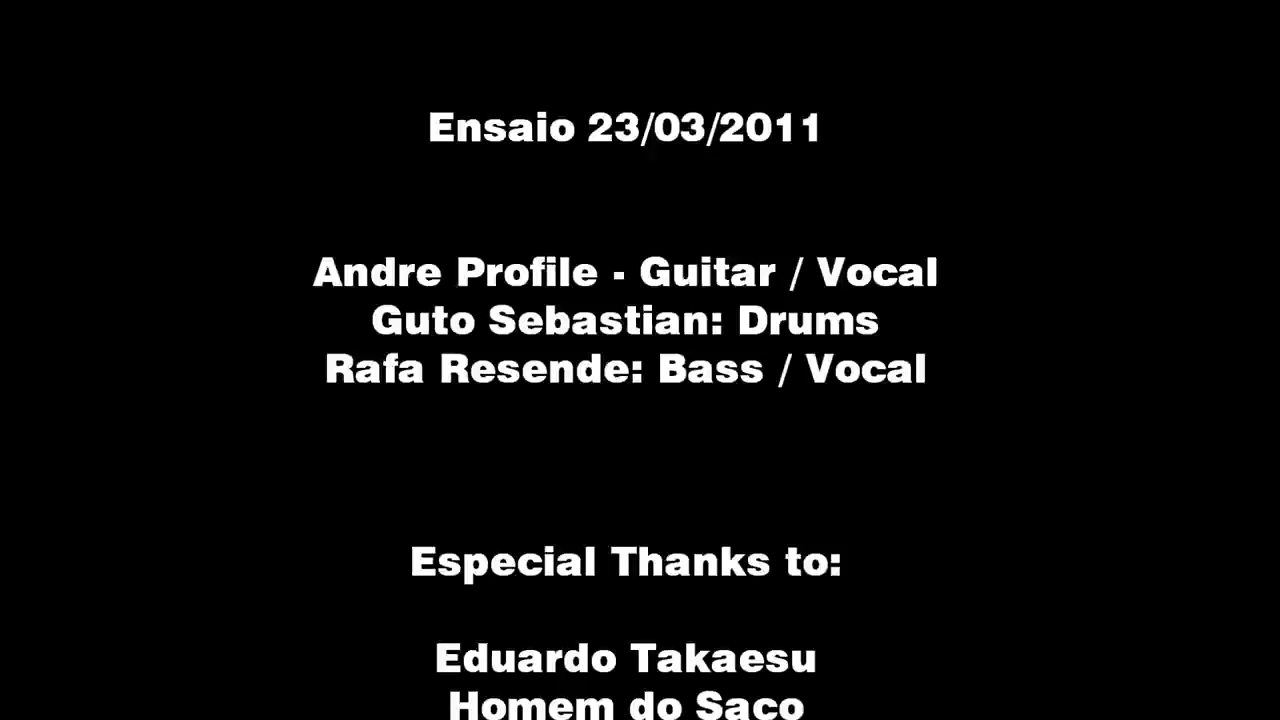 Ensaio 23/03/2011
Andre Profile - Guitar / Vocal
Guto Sebastian: Drums
Rafa Resende: Bass / Vocal
Especial Thanks to:
Eduardo Takaesu
Homem do Saco